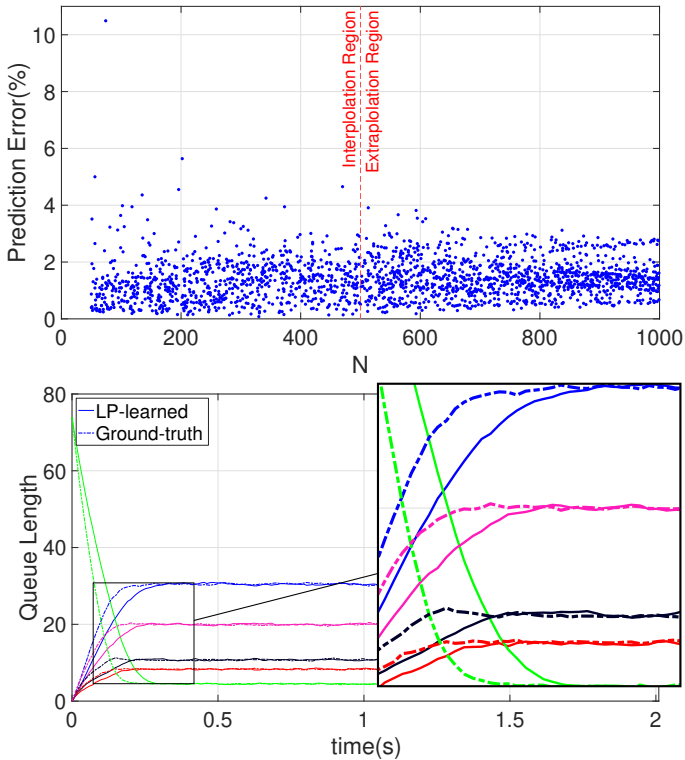 Prediction Error(%)
10
8
6
4
2
0
0 200 400 600 800 1000
N
Interplolation Region
Extraplolation Region
80
60
40
20
0
Queue Length
LP-learned
Ground-truth
0 0.5 1 1.5 2
time(s)